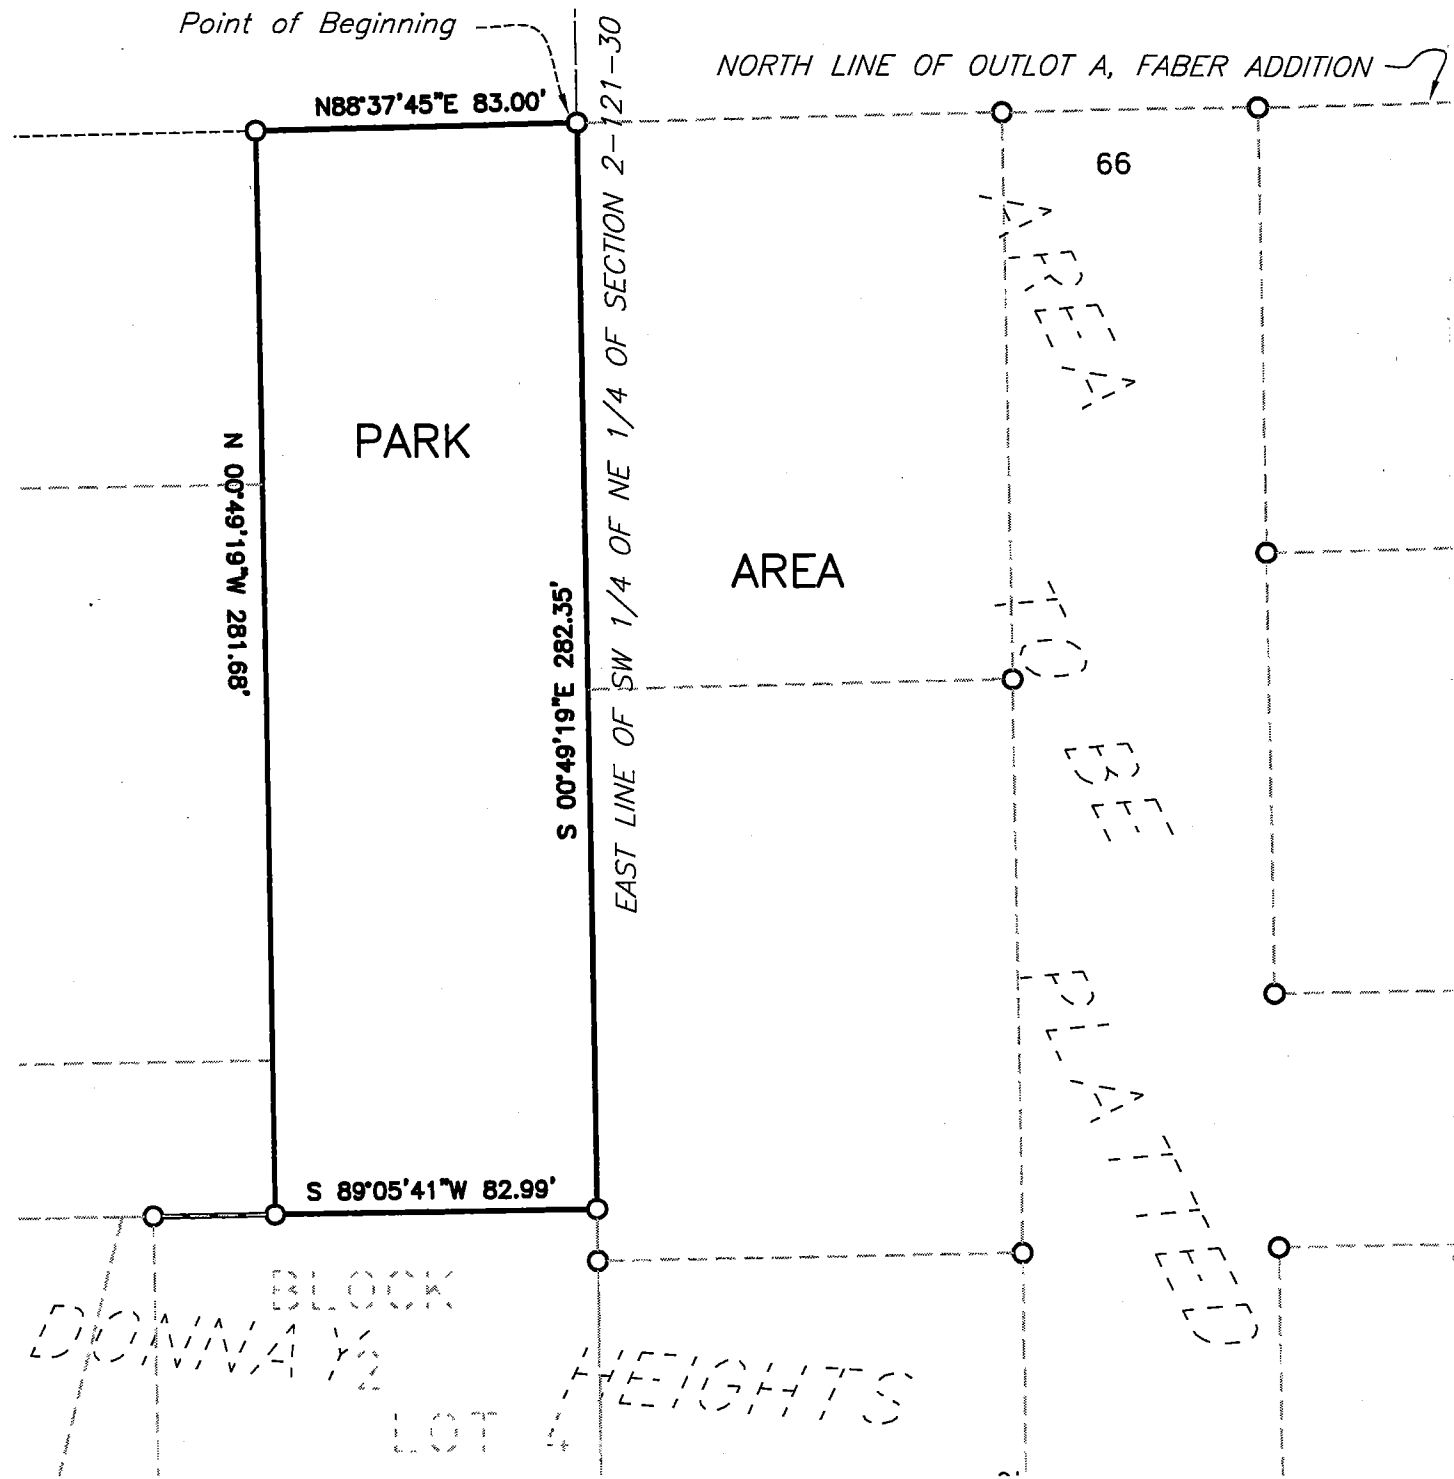 Point of Beginning
NORTH LINE OF OUTLOT A, FABER ADDITION
N88°37'45"E 83.00'
66
EAST LINE OF SW 1/4 OF NE 1/4 OF SECTION 2-121-30
PARK
N 00°49'19"W 281.68'
AREA
S 00°49'19"E 282.35'
AREA TO BE PLATTED
S 89°05'41"W 82.99'
BLOCK
2
DONNAY HEIGHTS
LOT 4